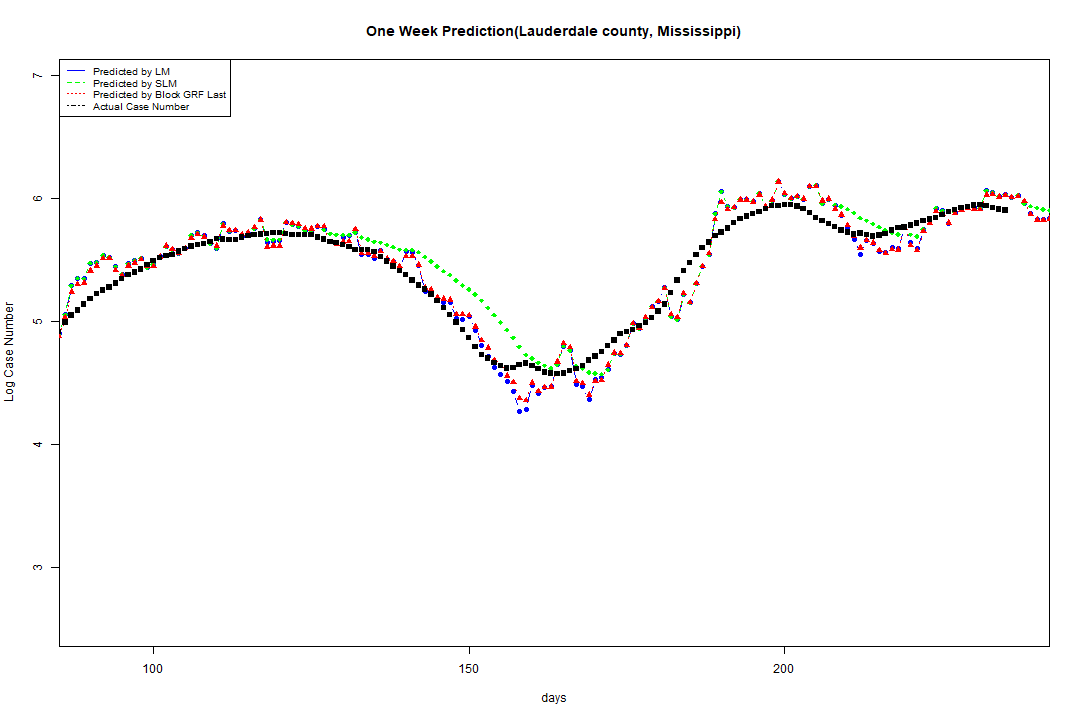 One Week Prediction(Lauderdale county, Mississippi)
Predicted by LM
Predicted by SLM
Predicted by Block GRF Last
Actual Case Number
7
6
5
4
3
Log Case Number
100
150
200
days